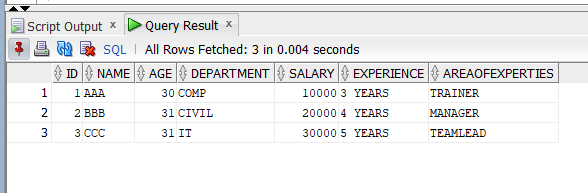 Script Output x Query Result x
SQL | All Rows Fetched: 3 in 0.004 seconds
ID NAME AGE DEPARTMENT SALARY EXPERIENCE AREAOFEXPERTIES
1 1 AAA 30 COMP 10000 3 YEARS TRAINER
2 2 BBB 31 CIVIL 20000 4 YEARS MANAGER
3 3 CCC 31 IT 30000 5 YEARS TEAMLEAD